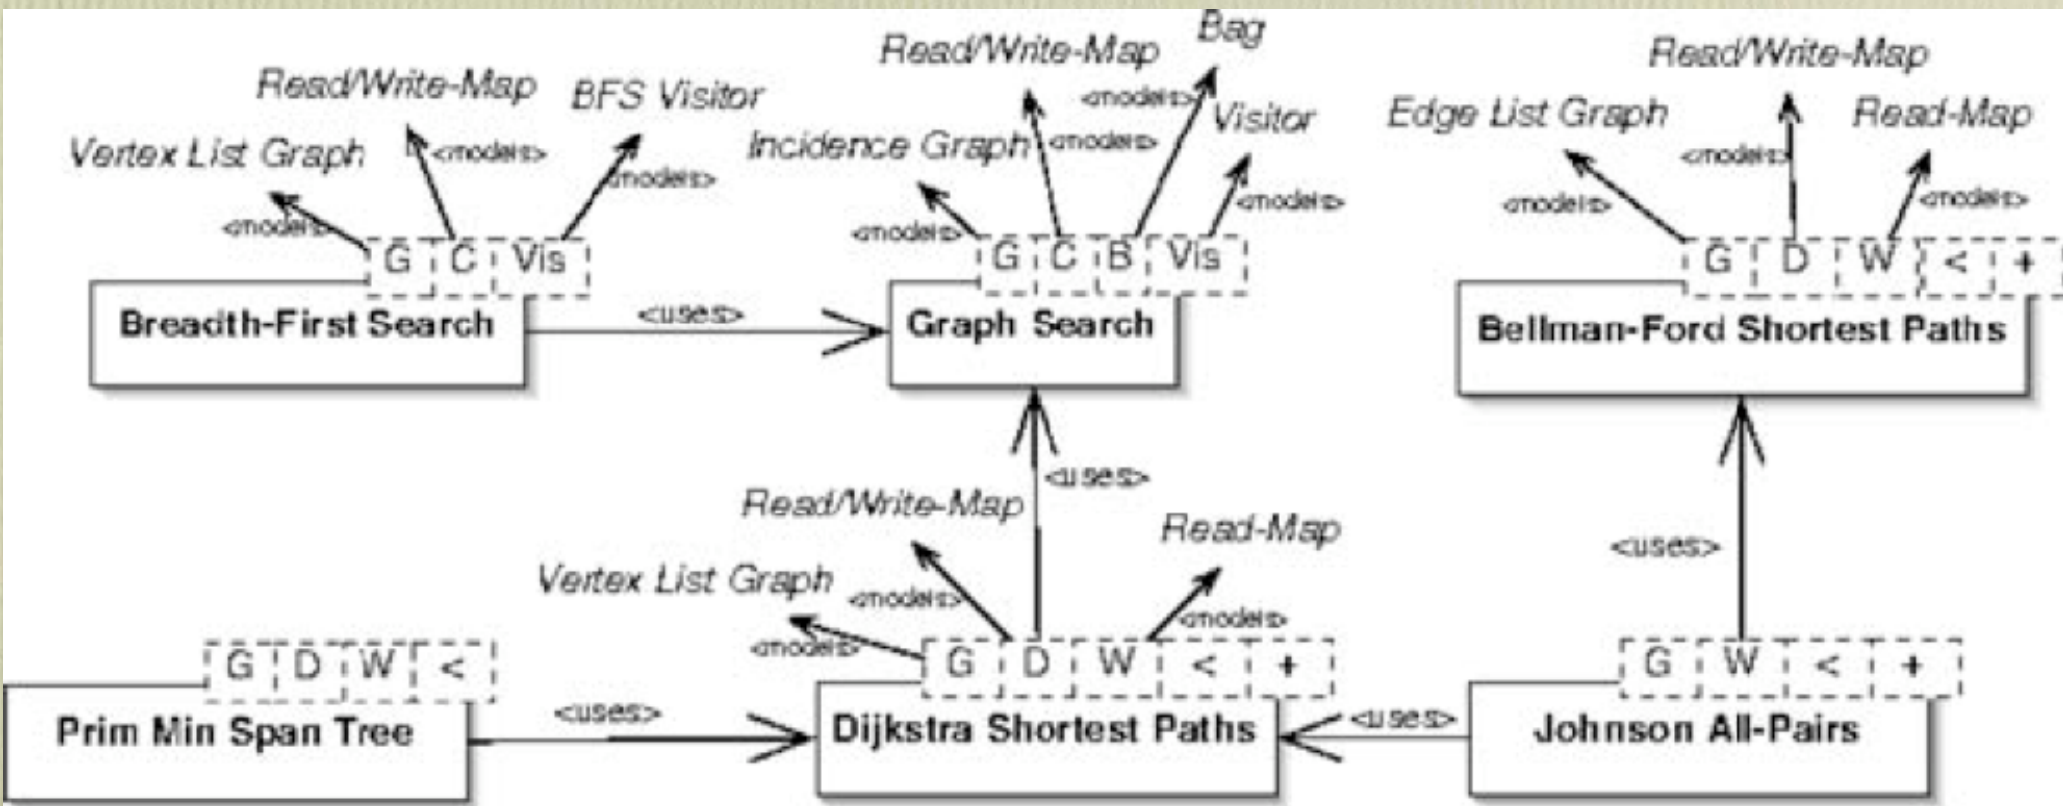 Bag
Read/Write-Map
Read/Write-Map
Read/Write-Map
BFS Visitor
<models>
Edge List Graph
Read-Map
Visitor
Vertex List Graph
<models>
Incidence Graph
<models>
<models>
<models>
<models>
<models>
<models>
<models>
<models>
<models>
G C Vis
G C B Vis
G D W < +
Breadth-First Search
<uses>
Graph Search
Bellman-Ford Shortest Paths
<uses>
Read/Write-Map
Read-Map
<uses>
Vertex List Graph
<models>
<models>
<models>
G D W <
G D W < +
G W < +
Prim Min Span Tree
<uses>
Dijkstra Shortest Paths
<uses>
Johnson All-Pairs